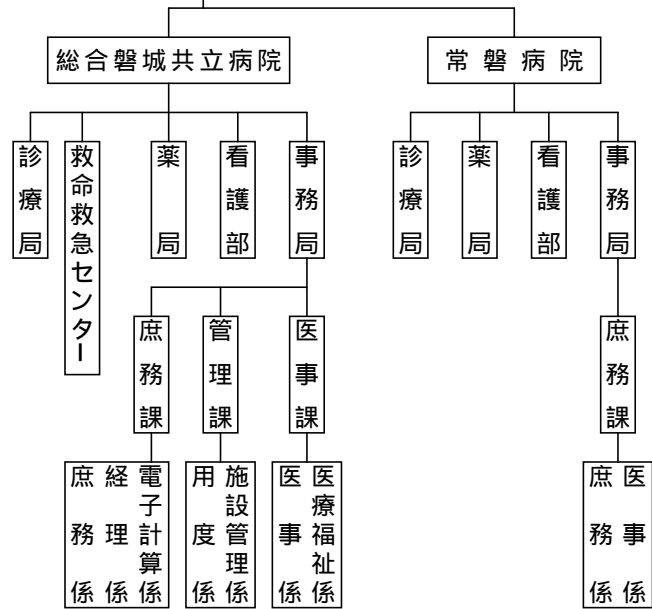 総合磐城共立病院
常磐病院
診療局
救命救急センター
薬局
看護部
事務局
診療局
薬局
看護部
事務局
庶務課
管理課
医事課
庶務課
庶務係
経理係
電子計算係
用度係
施設管理係
医事係
医療福祉係
庶務係
医事係